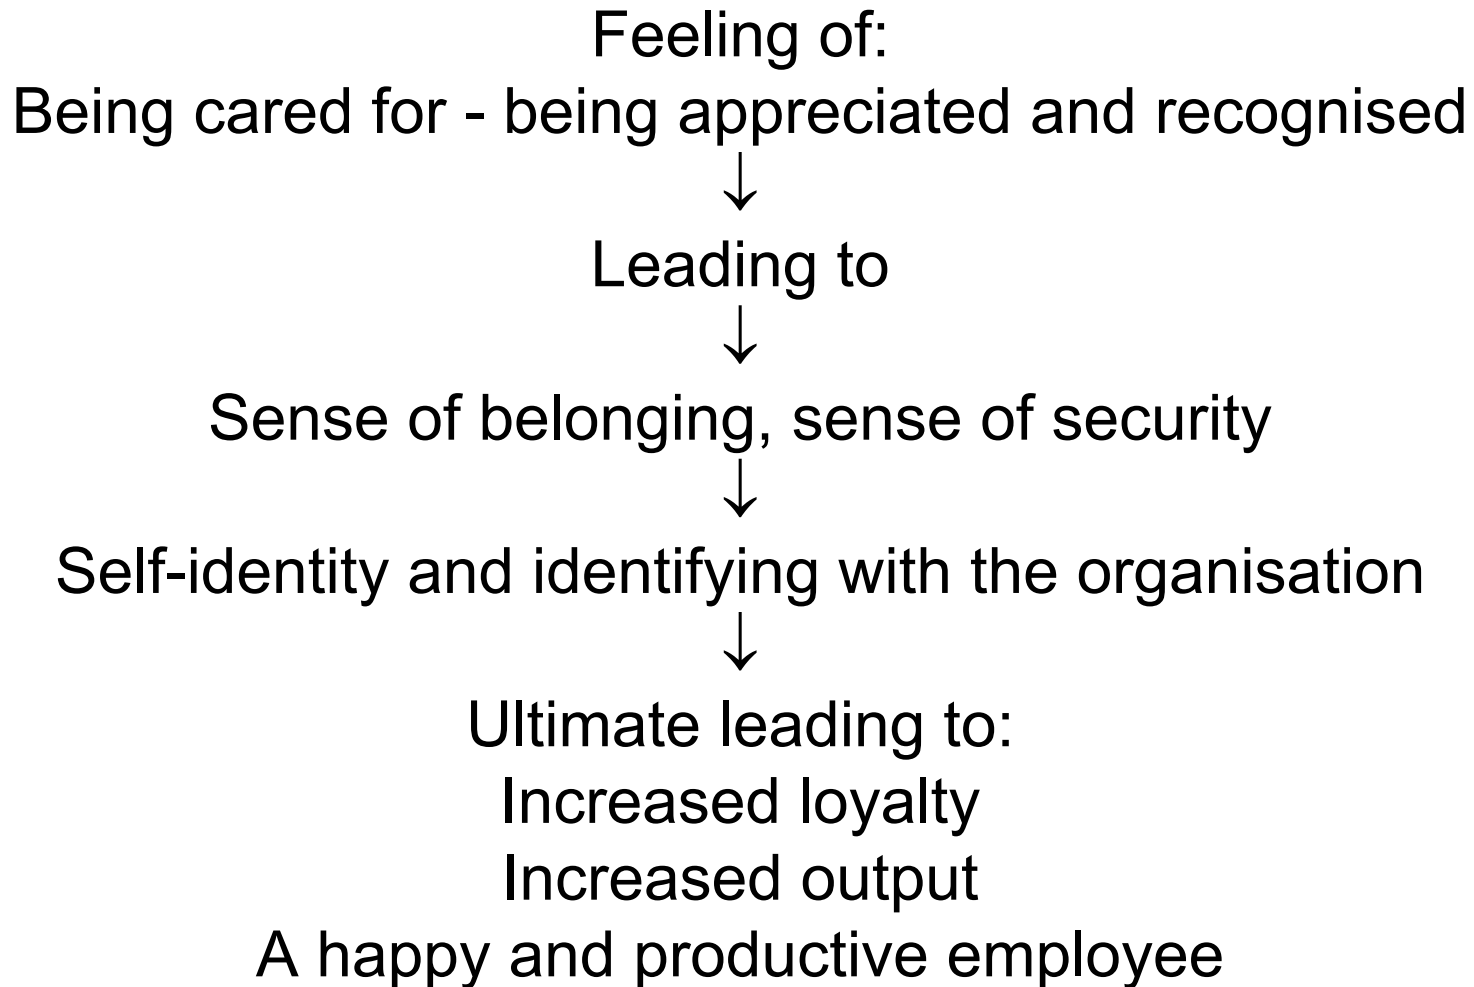 Feeling of:
Being cared for - being appreciated and recognised
↓
Leading to
↓
Sense of belonging, sense of security
↓
Self-identity and identifying with the organisation
↓
Ultimate leading to:
Increased loyalty
Increased output
A happy and productive employee